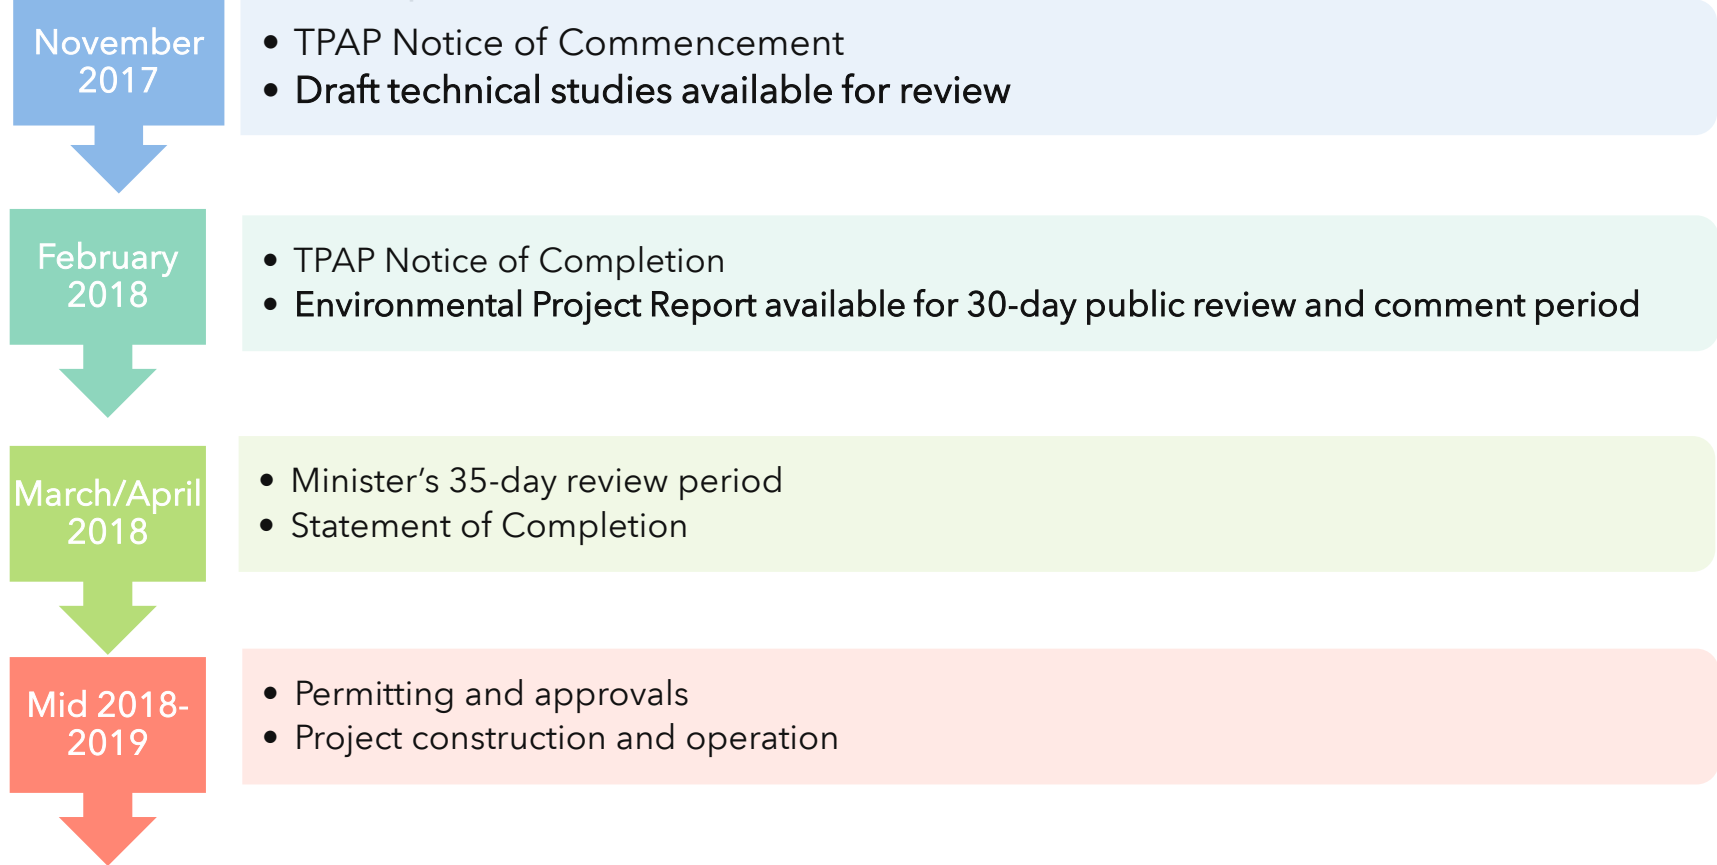 November
2017
• TPAP Notice of Commencement
• Draft technical studies available for review
February
2018
• TPAP Notice of Completion
• Environmental Project Report available for 30-day public review and comment period
March/April
2018
• Minister’s 35-day review period
• Statement of Completion
Mid 2018-
2019
• Permitting and approvals
• Project construction and operation